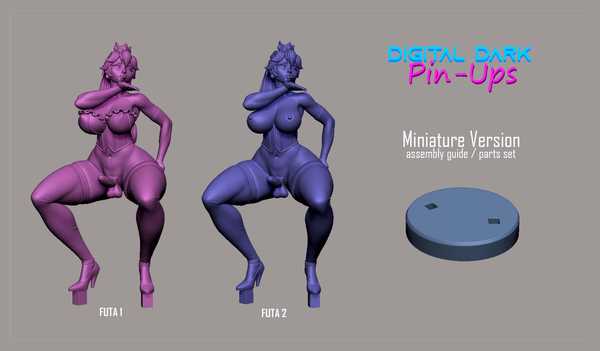 DIGITAL DARK
Pin-Ups
Miniature Version
assembly guide / parts set
FUTA 1
FUTA 2